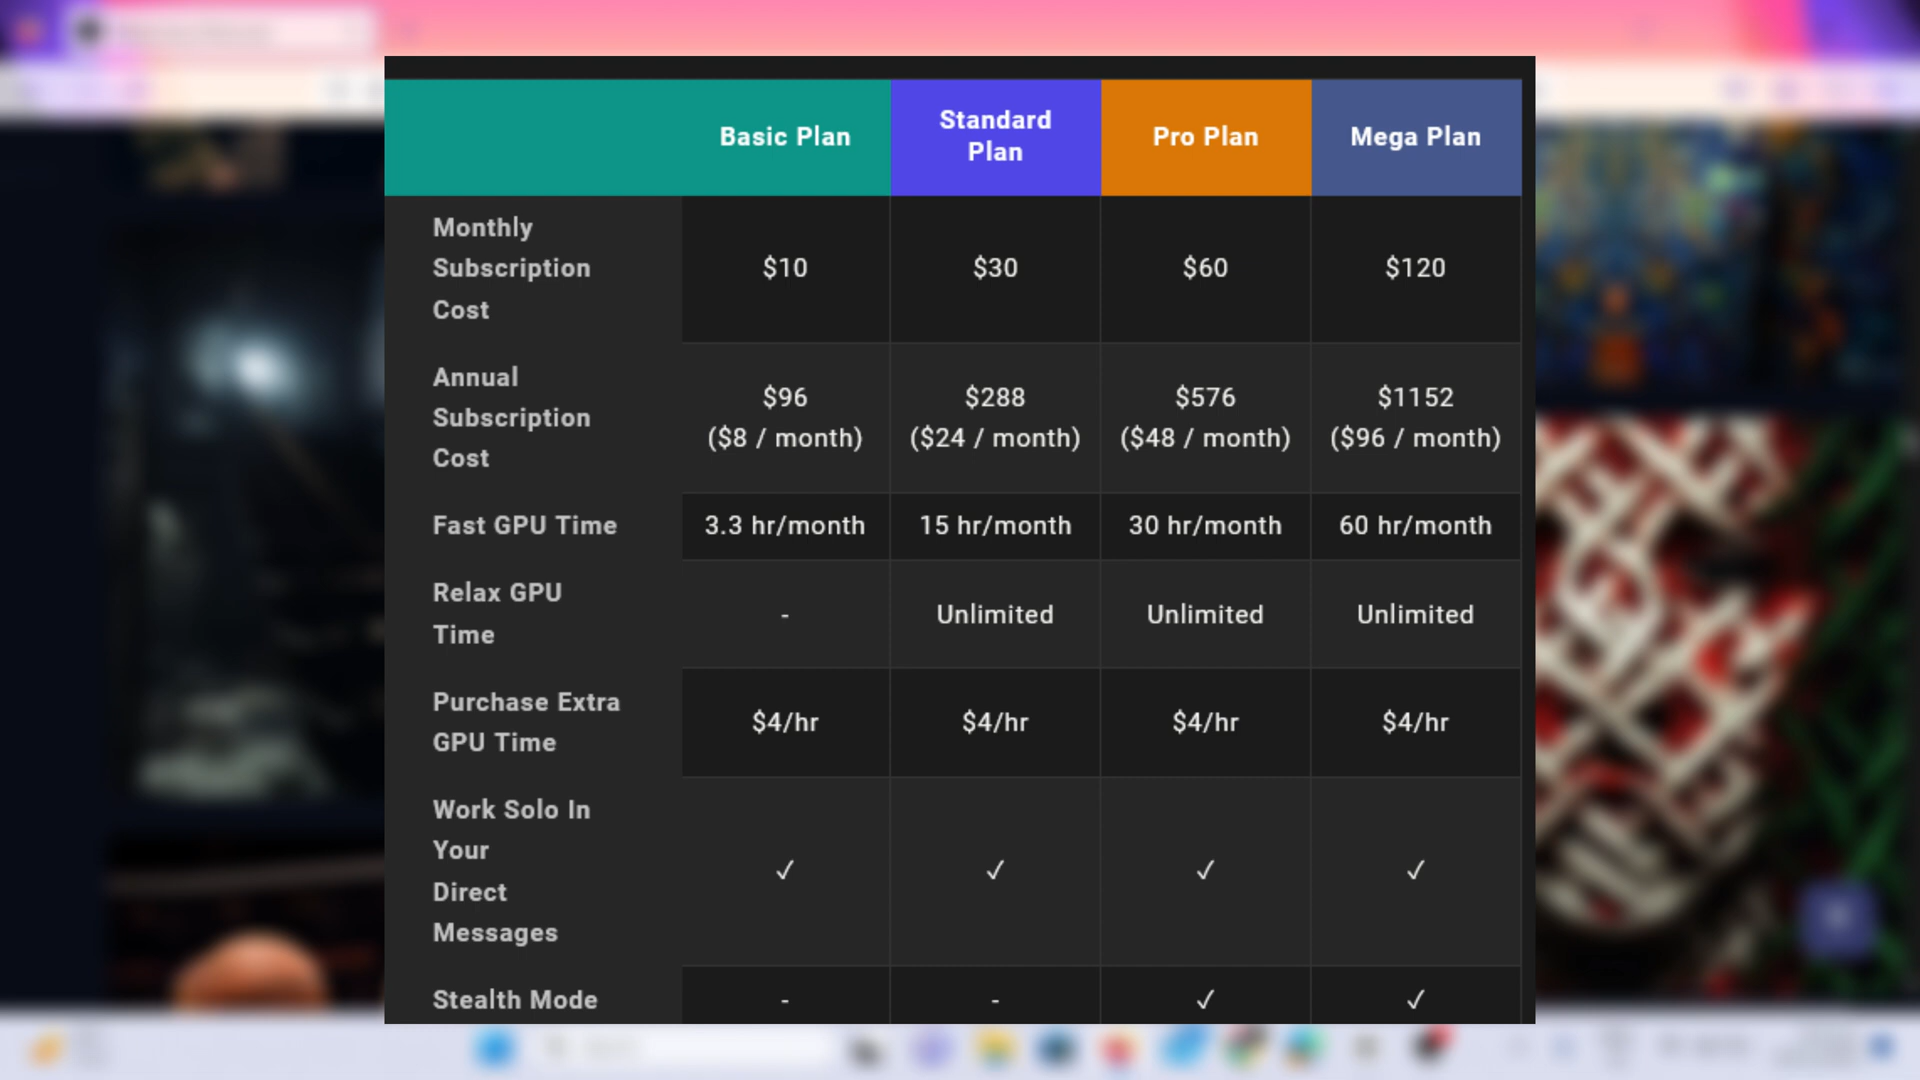 Basic Plan
Standard
Plan
Pro Plan
Mega Plan
Monthly
Subscription
Cost
$10
$30
$60
$120
Annual
Subscription
Cost
$96
($8 / month)
$288
($24 / month)
$576
($48 / month)
$1152
($96 / month)
Fast GPU Time
3.3 hr/month
15 hr/month
30 hr/month
60 hr/month
Relax GPU
Time
-
Unlimited
Unlimited
Unlimited
Purchase Extra
GPU Time
$4/hr
$4/hr
$4/hr
$4/hr
Work Solo In
Your
Direct
Messages
✓
✓
✓
✓
Stealth Mode
-
-
✓
✓